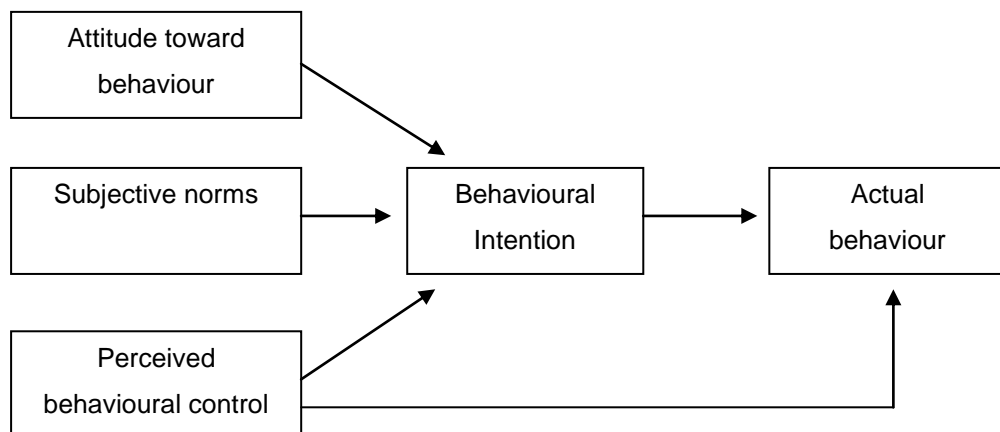 Attitude toward
behaviour
Subjective norms
Behavioural
Intention
Actual
behaviour
Perceived
behavioural control